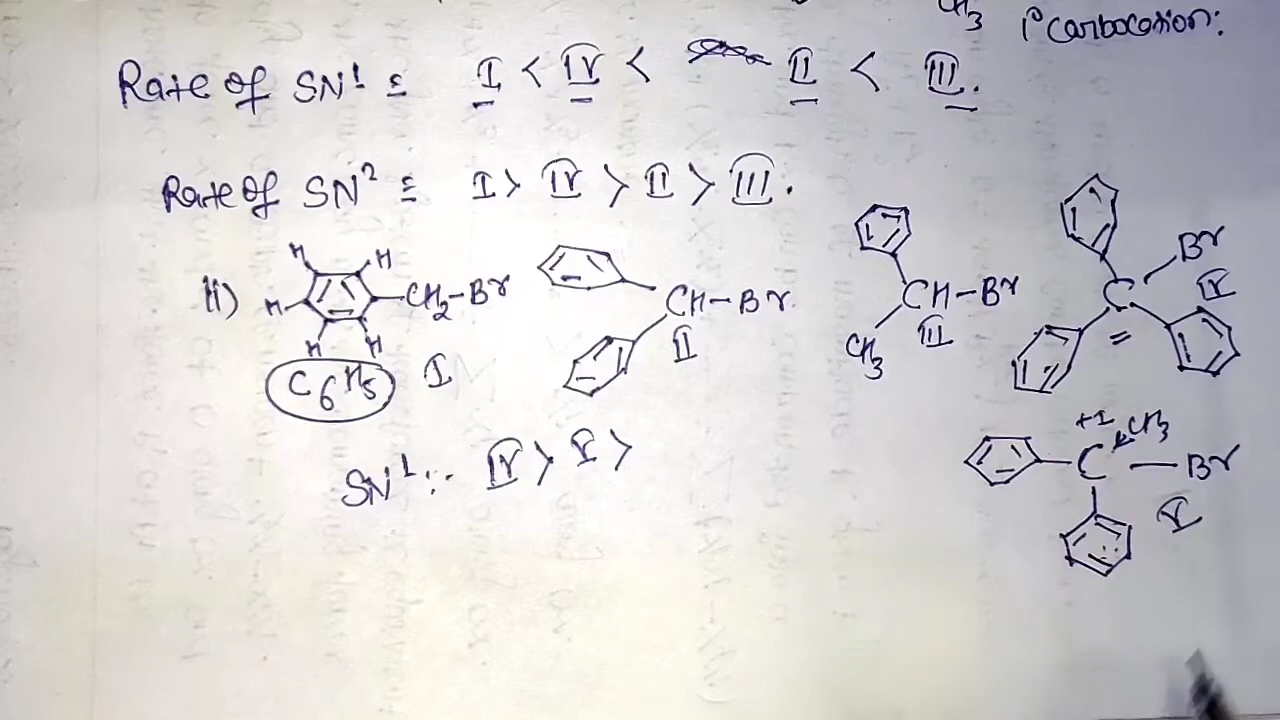 CH3 1° carbocation:
Rate of SN1 ≡ I < IV < II < III.
Rate of SN2 ≡ I > IV > II > III.
ii) H H H H H CH2-Br
CH-Br
II
CH-Br
CH3
III
C
Br
IV
C6H5 I
SN1:- IV > V >
+I CH3
C - Br
V